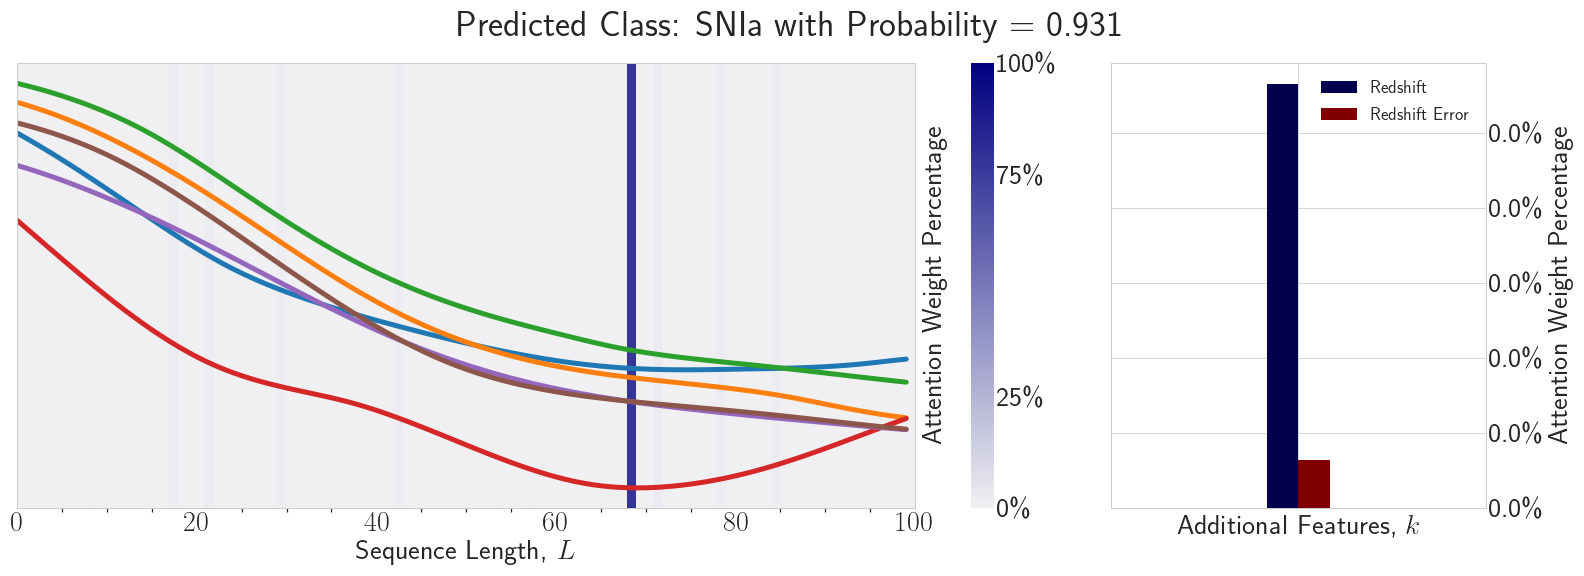 Predicted Class: SNIa with Probability = 0.931
0 20 40 60 80 100
Sequence Length, L
Attention Weight Percentage
100%
75%
25%
0%
Redshift
Redshift Error
0.0%
0.0%
0.0%
0.0%
0.0%
0.0%
Attention Weight Percentage
Additional Features, k